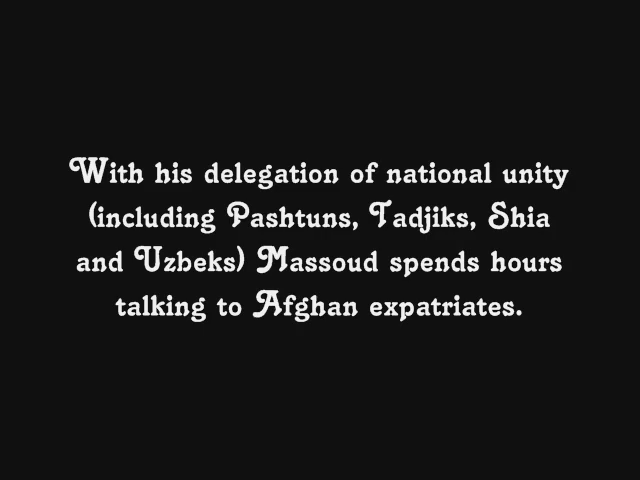 With his delegation of national unity
(including Pashtuns, Tadjiks, Shia
and Uzbeks) Massoud spends hours
talking to Afghan expatriates.